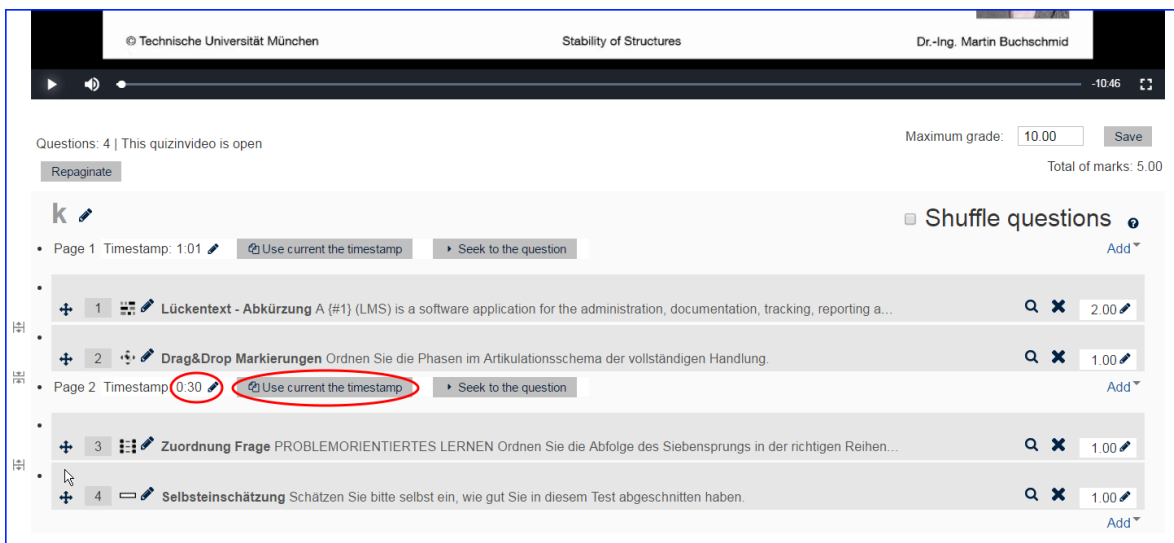 © Technische Universität München Stability of Structures Dr.-Ing. Martin Buchschmid
-10:46
Maximum grade: 10.00 Save
Questions: 4 | This quizinvideo is open
Repaginate Total of marks: 5.00
k Shuffle questions
Page 1 Timestamp: 1:01 Use current the timestamp Seek to the question Add
1 Lückentext - Abkürzung A {#1} (LMS) is a software application for the administration, documentation, tracking, reporting a... 2.00
2 Drag&Drop Markierungen Ordnen Sie die Phasen im Artikulationsschema der vollständigen Handlung. 1.00
Page 2 Timestamp: 0:30 Use current the timestamp Seek to the question Add
3 Zuordnung Frage PROBLEMORIENTIERTES LERNEN Ordnen Sie die Abfolge des Siebensprungs in der richtigen Reihen... 1.00
4 Selbsteinschätzung Schätzen Sie bitte selbst ein, wie gut Sie in diesem Test abgeschnitten haben. 1.00
Add